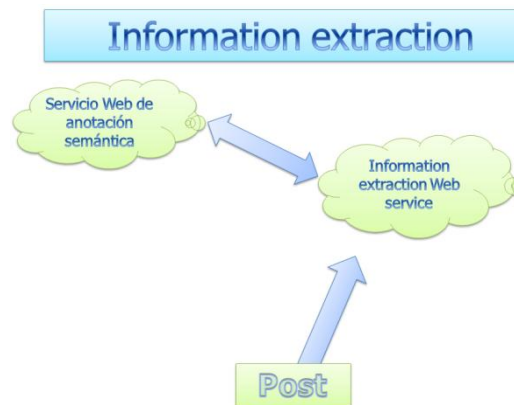 Information extraction
Servicio Web de
anotación
semántica
Information
extraction Web
service
Post